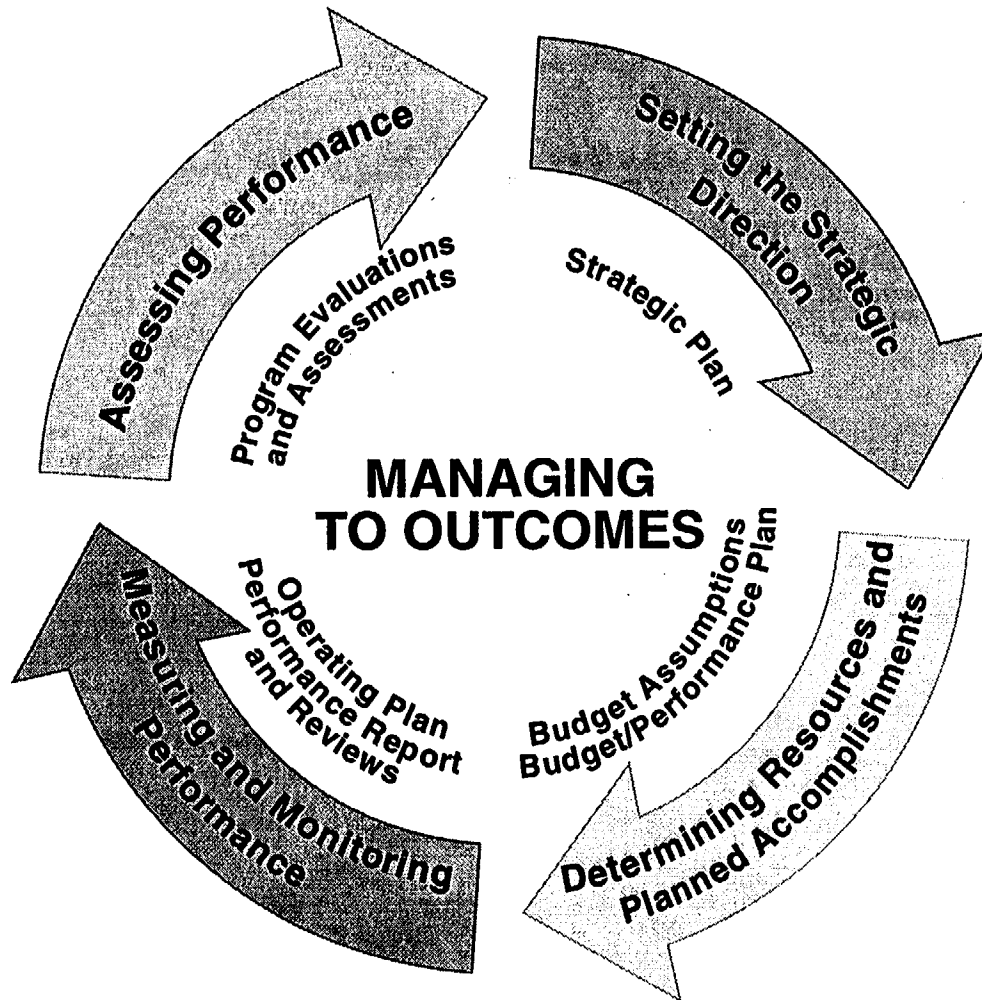 Setting the Strategic
Direction
Strategic Plan
Determining Resources and
Planned Accomplishments
Budget Assumptions
Budget/Performance Plan
Measuring and Monitoring
Performance
Operating Plan
Performance Report
and Reviews
Assessing Performance
Program Evaluations
and Assessments
MANAGING
TO OUTCOMES